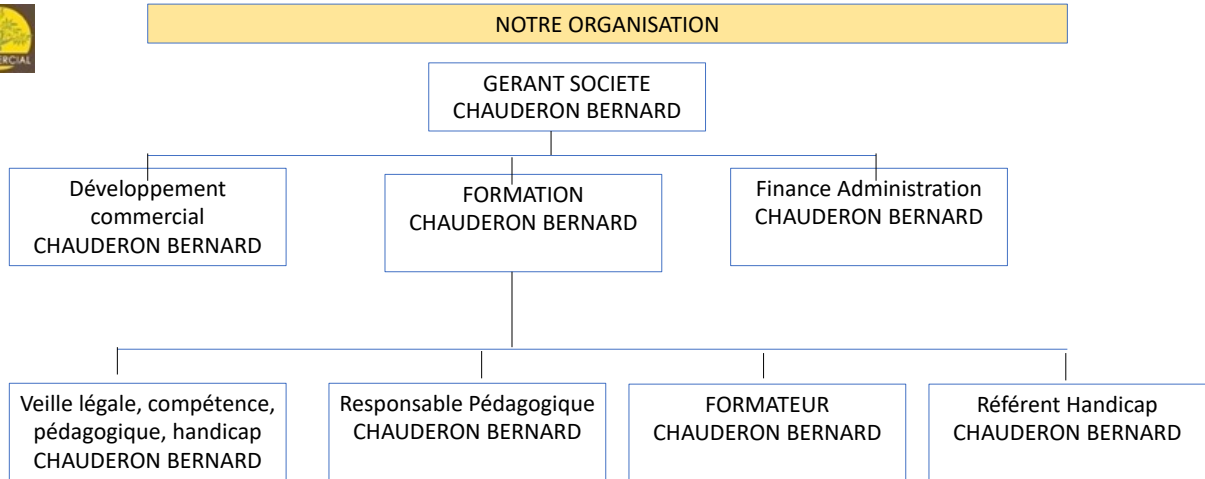 NOTRE ORGANISATION
GERANT SOCIETE
CHAUDERON BERNARD
Développement
commercial
CHAUDERON BERNARD
FORMATION
CHAUDERON BERNARD
Finance Administration
CHAUDERON BERNARD
Veille légale, compétence,
pédagogique, handicap
CHAUDERON BERNARD
Responsable Pédagogique
CHAUDERON BERNARD
FORMATEUR
CHAUDERON BERNARD
Référent Handicap
CHAUDERON BERNARD